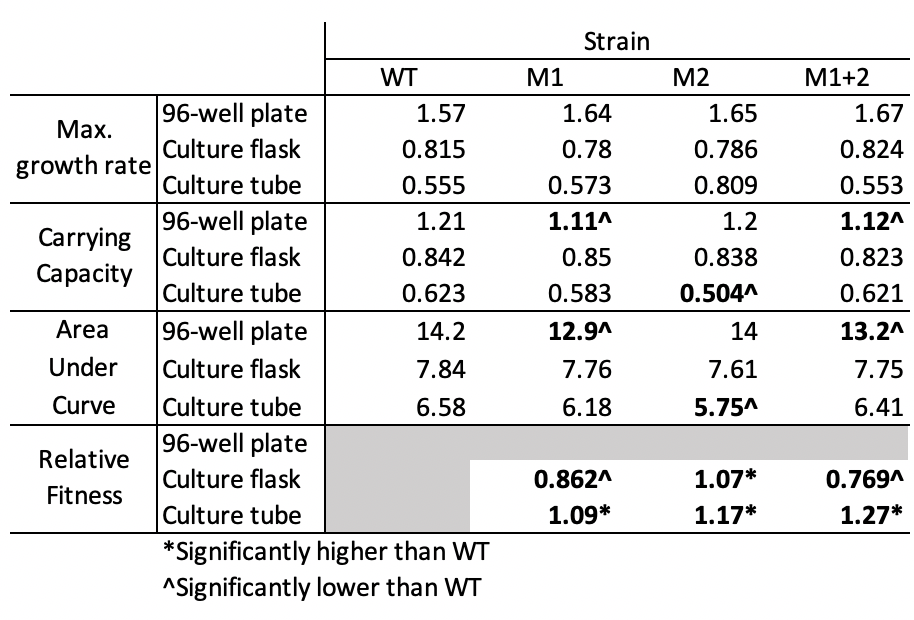 Strain
WT M1 M2 M1+2
Max. growth rate 96-well plate 1.57 1.64 1.65 1.67
Culture flask 0.815 0.78 0.786 0.824
Culture tube 0.555 0.573 0.809 0.553
Carrying Capacity 96-well plate 1.21 1.11^ 1.2 1.12^
Culture flask 0.842 0.85 0.838 0.823
Culture tube 0.623 0.583 0.504^ 0.621
Area Under Curve 96-well plate 14.2 12.9^ 14 13.2^
Culture flask 7.84 7.76 7.61 7.75
Culture tube 6.58 6.18 5.75^ 6.41
Relative Fitness 96-well plate
Culture flask 0.862^ 1.07* 0.769^
Culture tube 1.09* 1.17* 1.27*
*Significantly higher than WT
^Significantly lower than WT